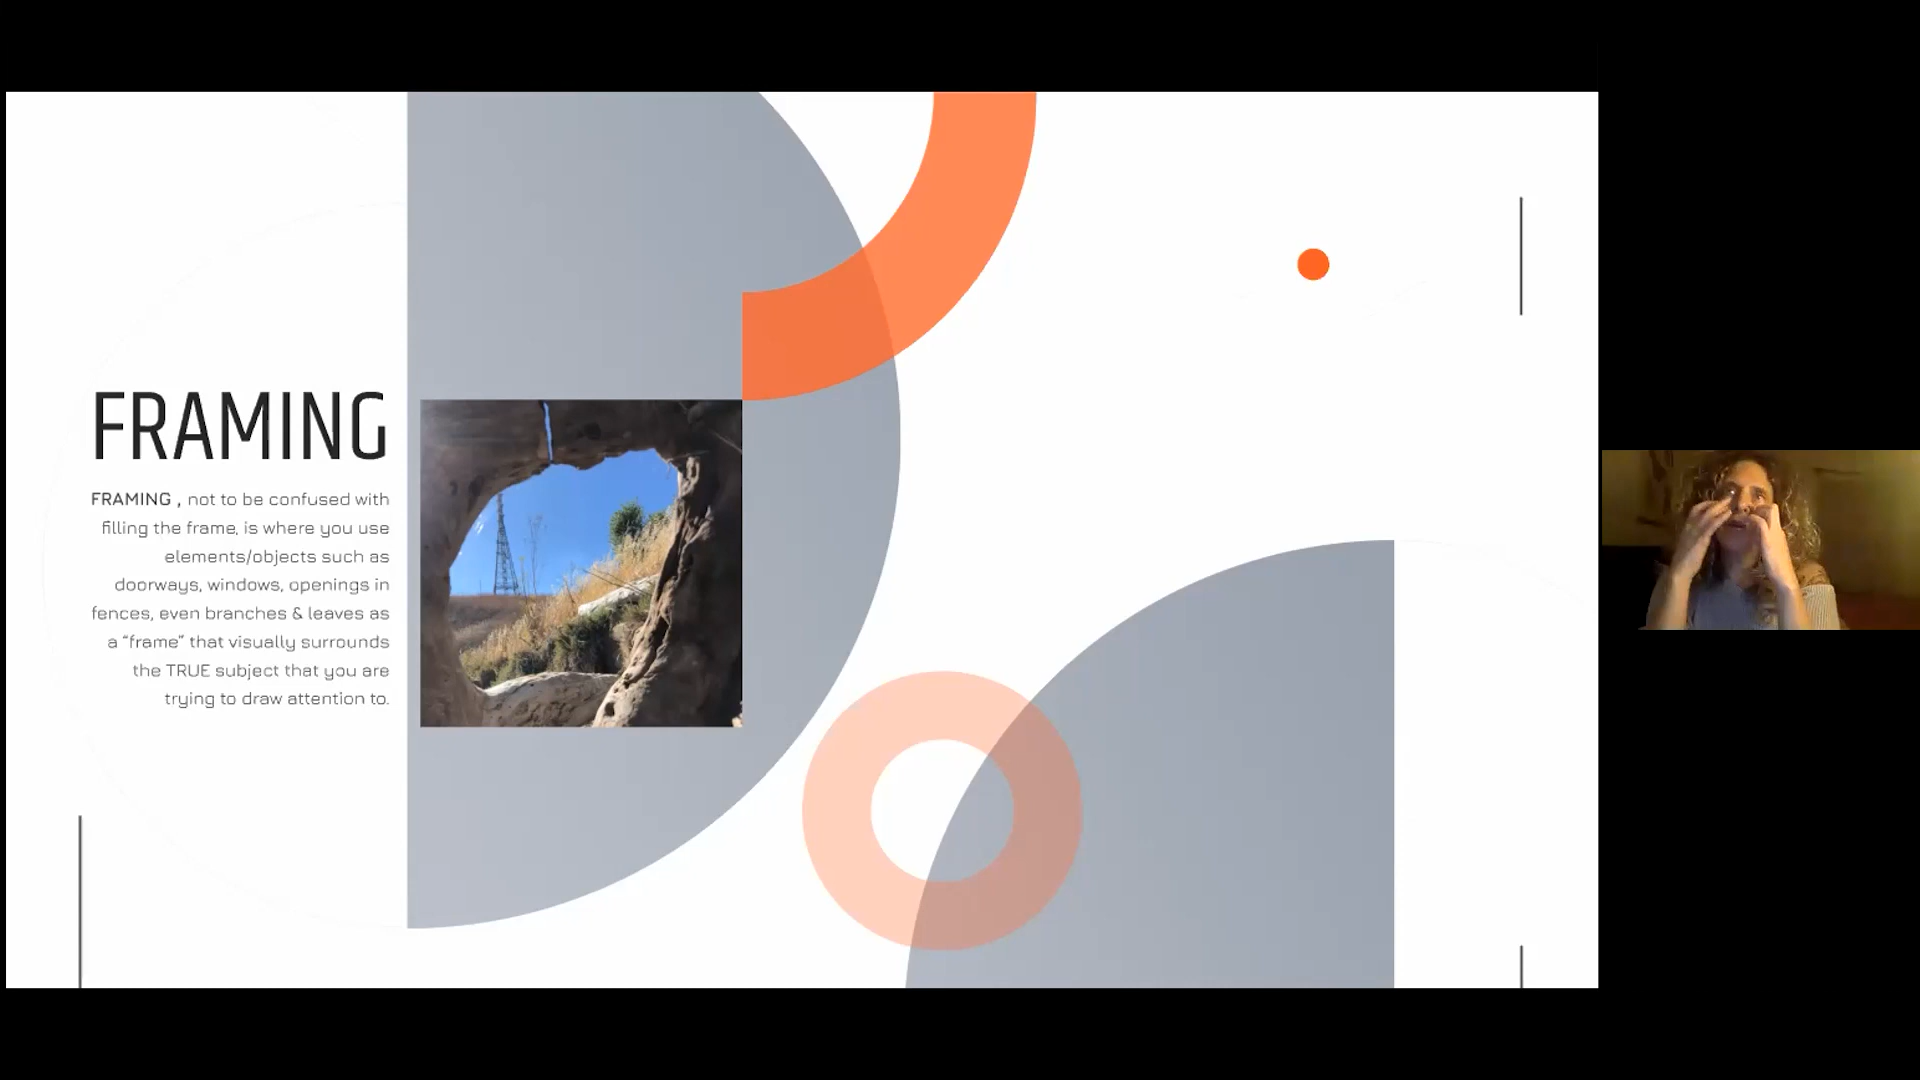 FRAMING
FRAMING , not to be confused with
filling the frame, is where you use
elements/objects such as
doorways, windows, openings in
fences, even branches & leaves as
a “frame” that visually surrounds
the TRUE subject that you are
trying to draw attention to.